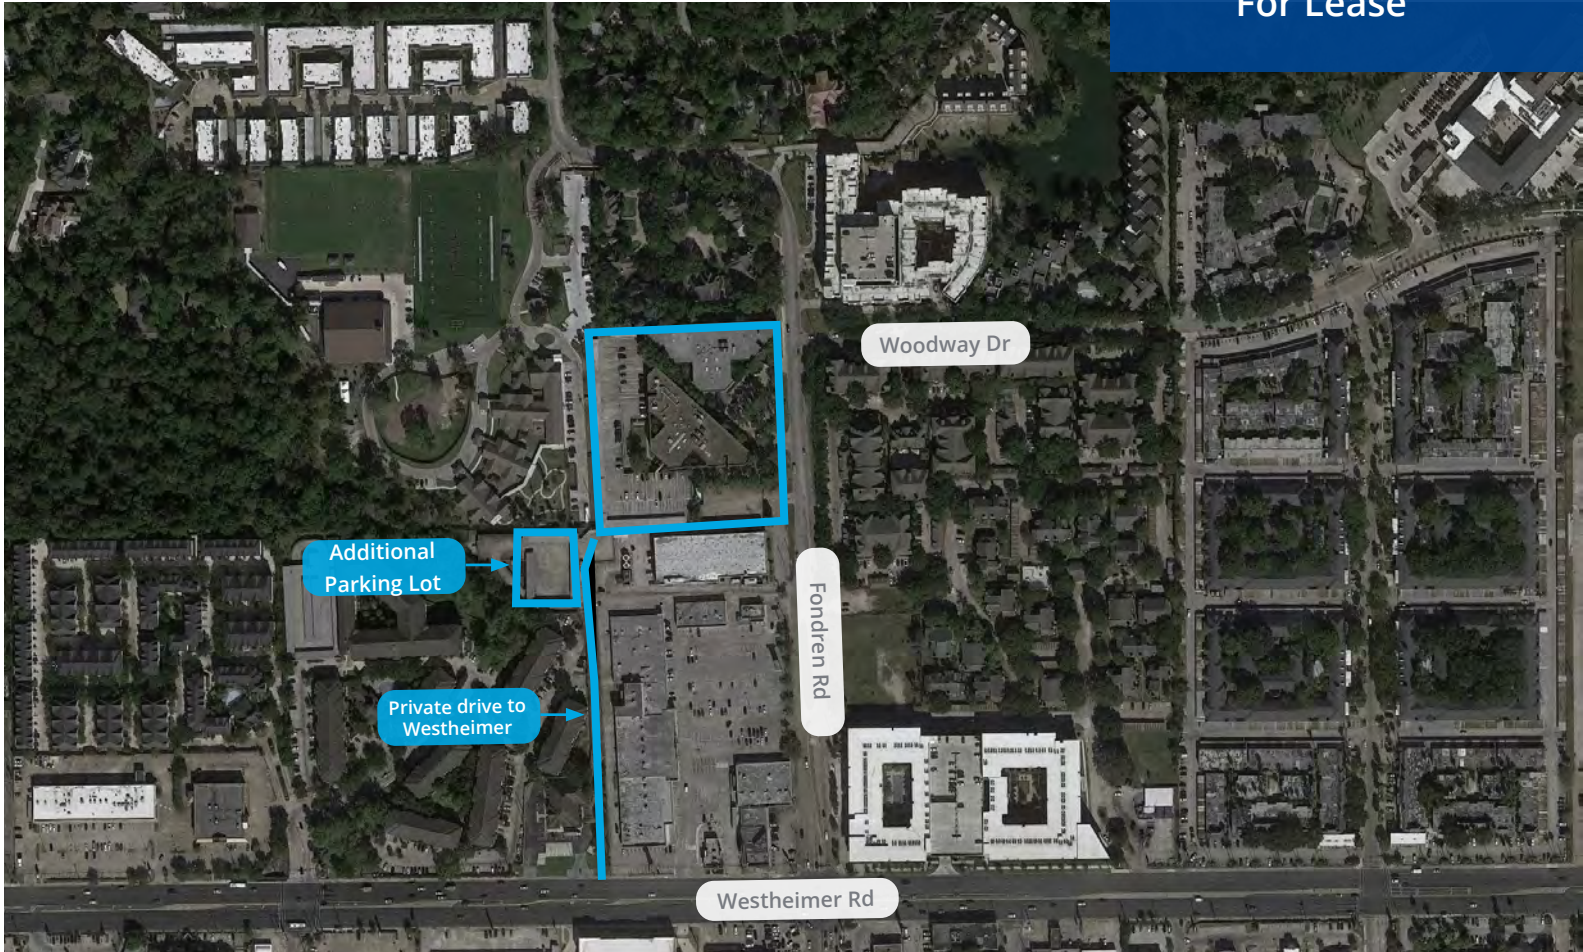 For Lease
Woodway Dr
Additional
Parking Lot
Fondren Rd
Private drive to
Westheimer
Westheimer Rd